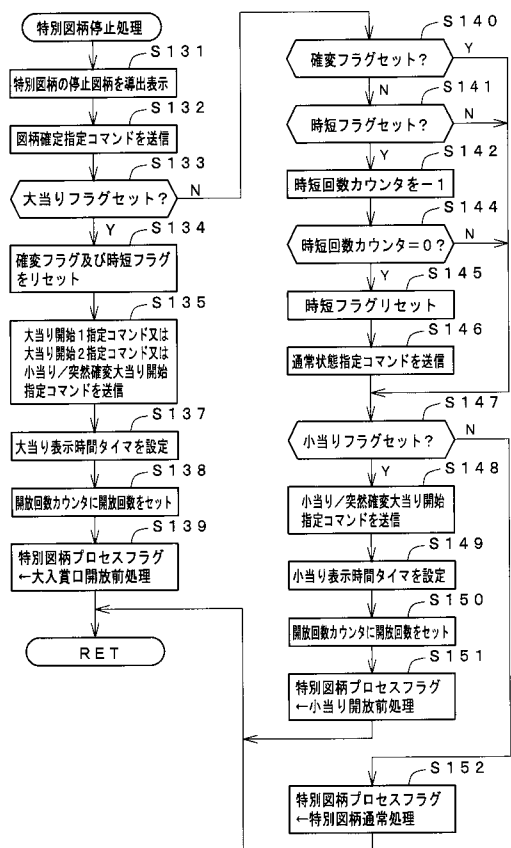 特別図柄停止処理
S131
特別図柄の停止図柄を導出表示
S132
図柄確定指定コマンドを送信
S133
大当りフラグセット?
N
Y
S134
確変フラグ及び時短フラグ
をリセット
S135
大当り開始1指定コマンド又は
大当り開始2指定コマンド又は
小当り/突然確変大当り開始
指定コマンドを送信
S137
大当り表示時間タイマを設定
S138
開放回数カウンタに開放回数をセット
S139
特別図柄プロセスフラグ
←大入賞口開放前処理
RET
S140
確変フラグセット?
Y
N
S141
時短フラグセット?
N
Y
S142
時短回数カウンタを-1
S144
時短回数カウンタ=0?
N
Y
S145
時短フラグリセット
S146
通常状態指定コマンドを送信
S147
小当りフラグセット?
N
Y
S148
小当り/突然確変大当り開始
指定コマンドを送信
S149
小当り表示時間タイマを設定
S150
開放回数カウンタに開放回数をセット
S151
特別図柄プロセスフラグ
←小当り開放前処理
S152
特別図柄プロセスフラグ
←特別図柄通常処理